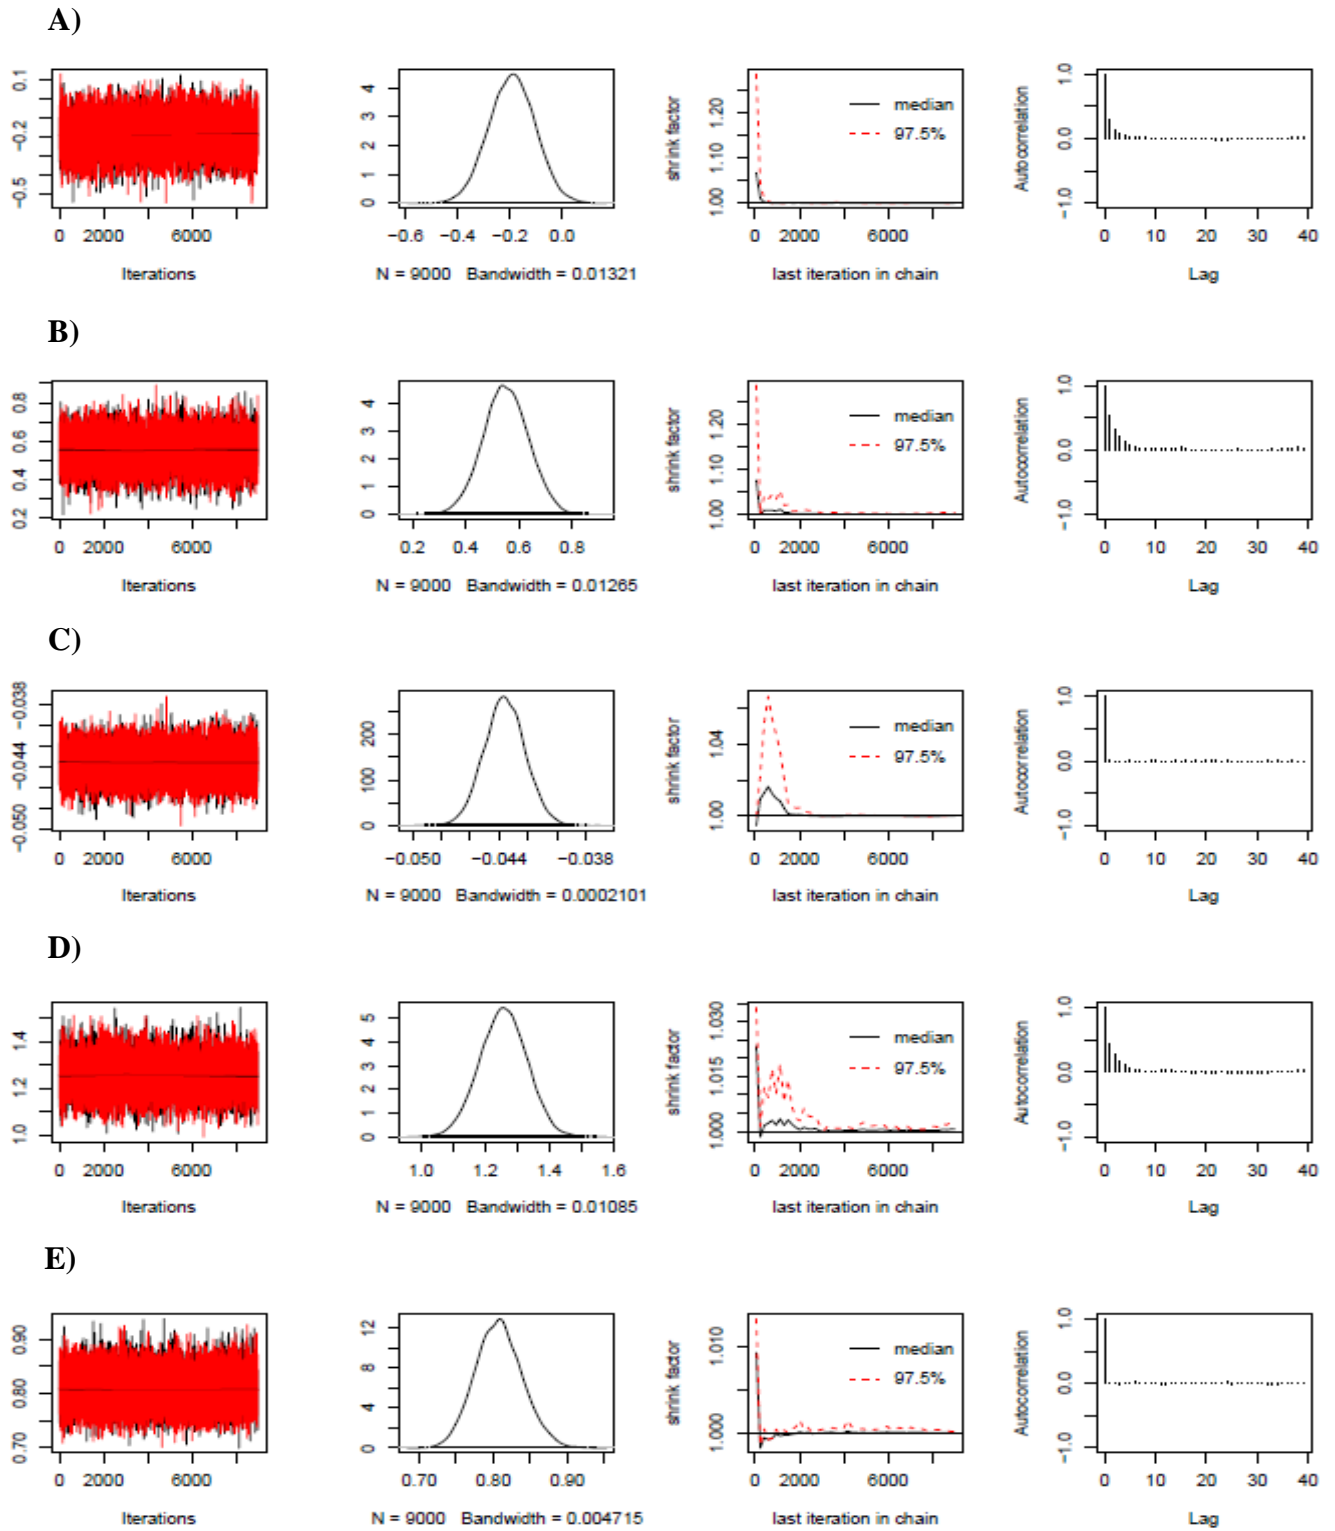 A)
0.1
−0.2
−0.5
0 2000 6000
Iterations
0 1 2 3 4
−0.6 −0.4 −0.2 0.0
N = 9000 Bandwidth = 0.01321
shrink factor
1.00 1.10 1.20
median
97.5%
0 2000 6000
last iteration in chain
Autocorrelation
−1.0 0.0 1.0
0 10 20 30 40
Lag
B)
0.2 0.4 0.6 0.8
0 2000 6000
Iterations
0 1 2 3 4
0.2 0.4 0.6 0.8
N = 9000 Bandwidth = 0.01265
shrink factor
1.00 1.10 1.20
median
97.5%
0 2000 6000
last iteration in chain
Autocorrelation
−1.0 0.0 1.0
0 10 20 30 40
Lag
C)
−0.050 −0.044 −0.038
0 2000 6000
Iterations
0 100 200
−0.050 −0.044 −0.038
N = 9000 Bandwidth = 0.0002101
shrink factor
1.00 1.04
median
97.5%
0 2000 6000
last iteration in chain
Autocorrelation
−1.0 0.0 1.0
0 10 20 30 40
Lag
D)
1.0 1.2 1.4
0 2000 6000
Iterations
0 1 2 3 4 5
1.0 1.2 1.4 1.6
N = 9000 Bandwidth = 0.01085
shrink factor
1.000 1.015 1.030
median
97.5%
0 2000 6000
last iteration in chain
Autocorrelation
−1.0 0.0 1.0
0 10 20 30 40
Lag
E)
0.70 0.80 0.90
0 2000 6000
Iterations
0 4 8 12
0.70 0.80 0.90
N = 9000 Bandwidth = 0.004715
shrink factor
1.000 1.010
median
97.5%
0 2000 6000
last iteration in chain
Autocorrelation
−1.0 0.0 1.0
0 10 20 30 40
Lag